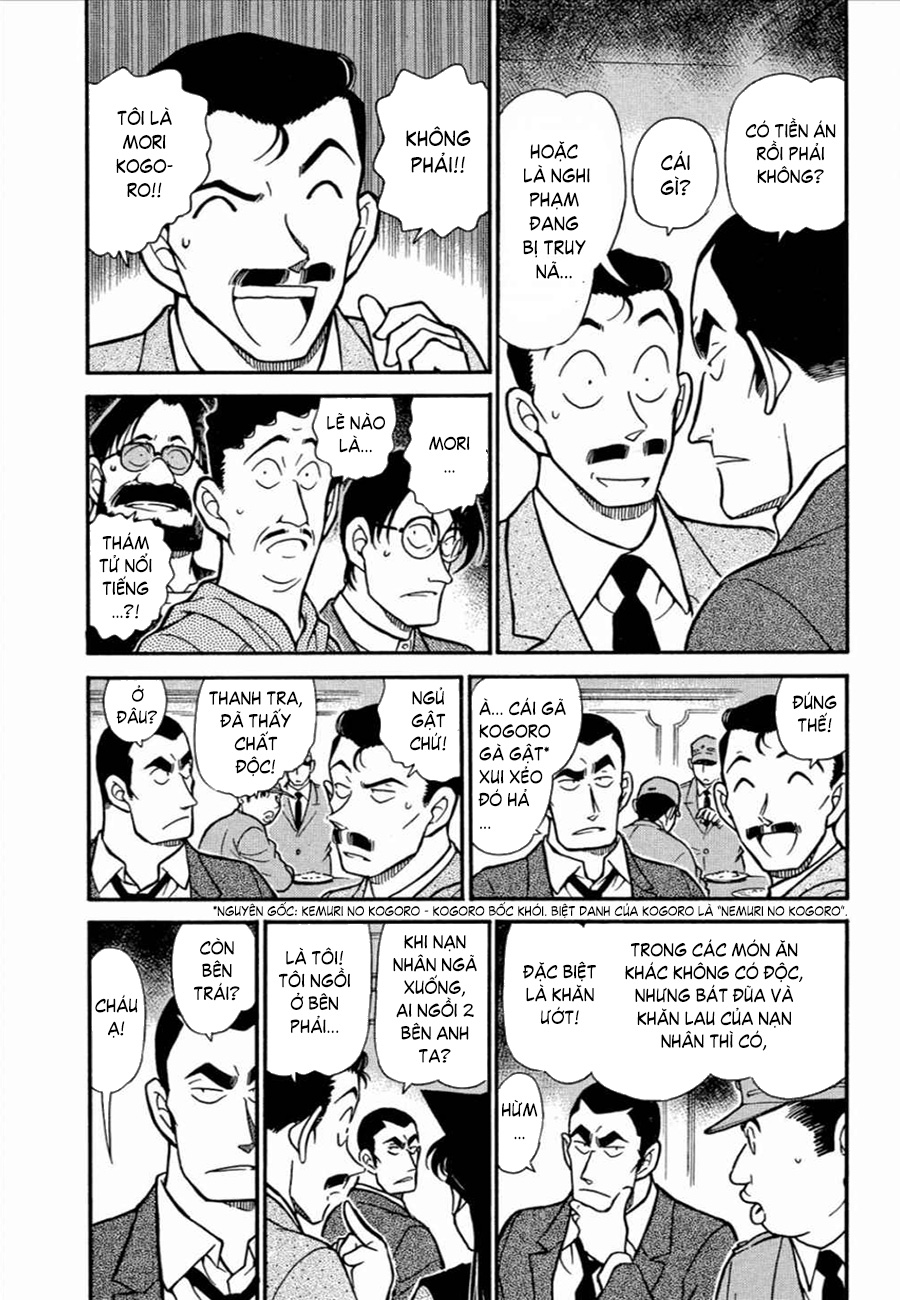 CÓ TIỀN ÁN
RỒI PHẢI
KHÔNG?
CÁI
GÌ?
HOẶC
LÀ NGHI
PHẠM
ĐANG
BỊ TRUY
NÃ...
KHÔNG
PHẢI!!
TÔI LÀ
MORI
KOGO-
RO!!
MORI
...
LẼ NÀO
LÀ...
THÁM
TỬ NỔI
TIẾNG
...?!
ĐÚNG
THẾ!
À... CÁI GÃ
KOGORO
GÀ GẬT*
XUI XẺO
ĐÓ HẢ
...
NGỦ
GẬT
CHỨ!
THANH TRA,
ĐÃ THẤY
CHẤT
ĐỘC!
Ở
ĐÂU?
*NGUYÊN GỐC: KEMURI NO KOGORO - KOGORO BỐC KHÓI. BIỆT DANH CỦA KOGORO LÀ "NEMURI NO KOGORO".
TRONG CÁC MÓN ĂN
KHÁC KHÔNG CÓ ĐỘC,
NHƯNG BÁT ĐŨA VÀ
KHĂN LAU CỦA NẠN
NHÂN THÌ CÓ,
ĐẶC BIỆT
LÀ KHĂN
ƯỚT!
HỪM
...
KHI NẠN
NHÂN NGÃ
XUỐNG,
AI NGỒI 2
BÊN ANH
TA?
LÀ TÔI!
TÔI NGỒI
Ở BÊN
PHẢI...
CÒN
BÊN
TRÁI?
CHÁU
Ạ!